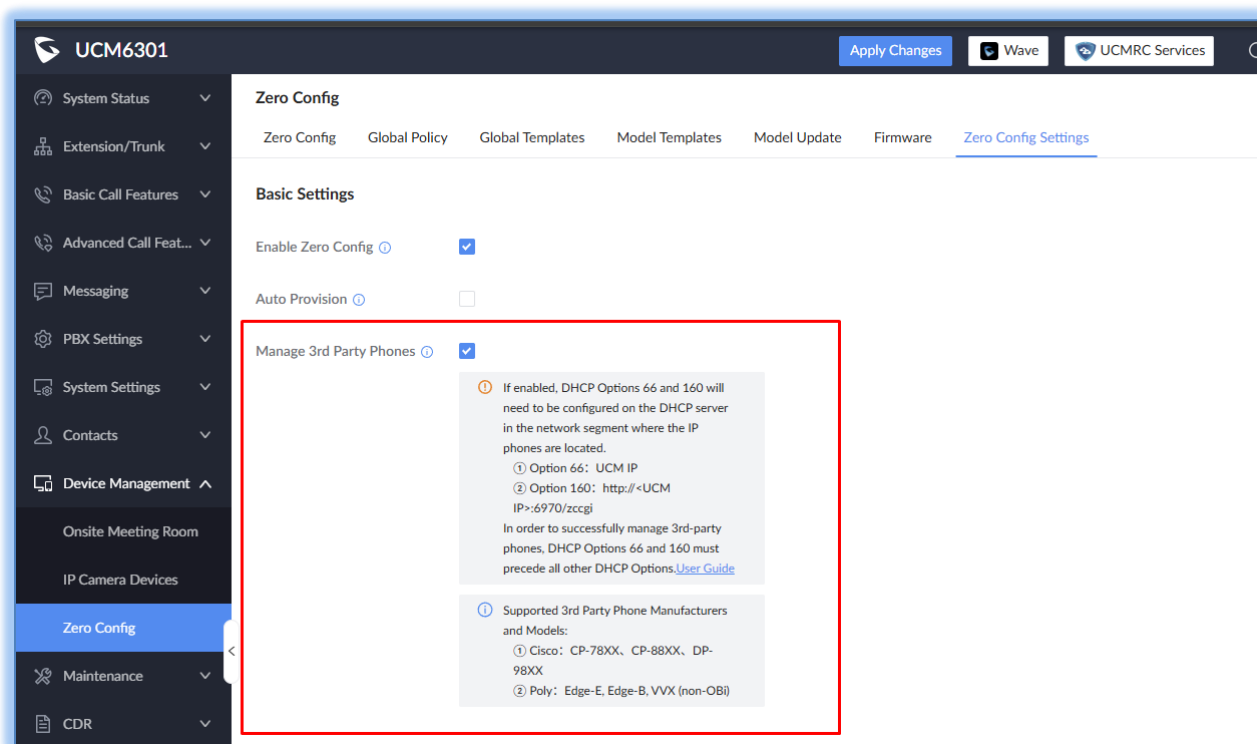 UCM6301
Apply Changes
Wave
UCMRC Services
System Status
Extension/Trunk
Basic Call Features
Advanced Call Feat...
Messaging
PBX Settings
System Settings
Contacts
Device Management
Onsite Meeting Room
IP Camera Devices
Zero Config
Maintenance
CDR
Zero Config
Zero Config Global Policy Global Templates Model Templates Model Update Firmware Zero Config Settings
Basic Settings
Enable Zero Config
Auto Provision
Manage 3rd Party Phones
If enabled, DHCP Options 66 and 160 will
need to be configured on the DHCP server
in the network segment where the IP
phones are located.
① Option 66：UCM IP
② Option 160：http://<UCM
IP>:6970/zccgi
In order to successfully manage 3rd-party
phones, DHCP Options 66 and 160 must
precede all other DHCP Options.User Guide
Supported 3rd Party Phone Manufacturers
and Models:
① Cisco：CP-78XX、CP-88XX、DP-
98XX
② Poly：Edge-E, Edge-B, VVX (non-OBi)